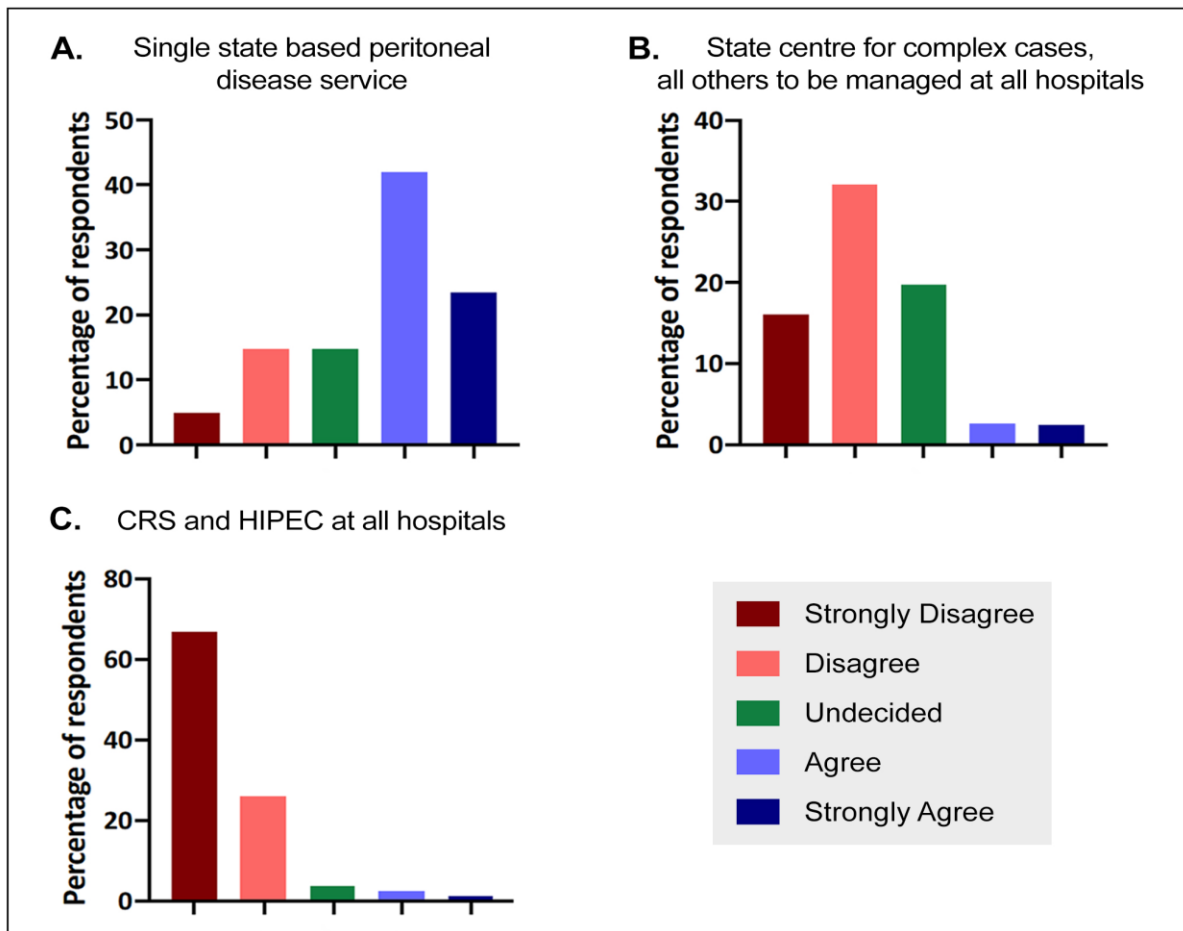 A. Single state based peritoneal
disease service
Percentage of respondents
50
40
30
20
10
0
B. State centre for complex cases,
all others to be managed at all hospitals
Percentage of respondents
40
30
20
10
0
C. CRS and HIPEC at all hospitals
Percentage of respondents
80
60
40
20
0
Strongly Disagree
Disagree
Undecided
Agree
Strongly Agree